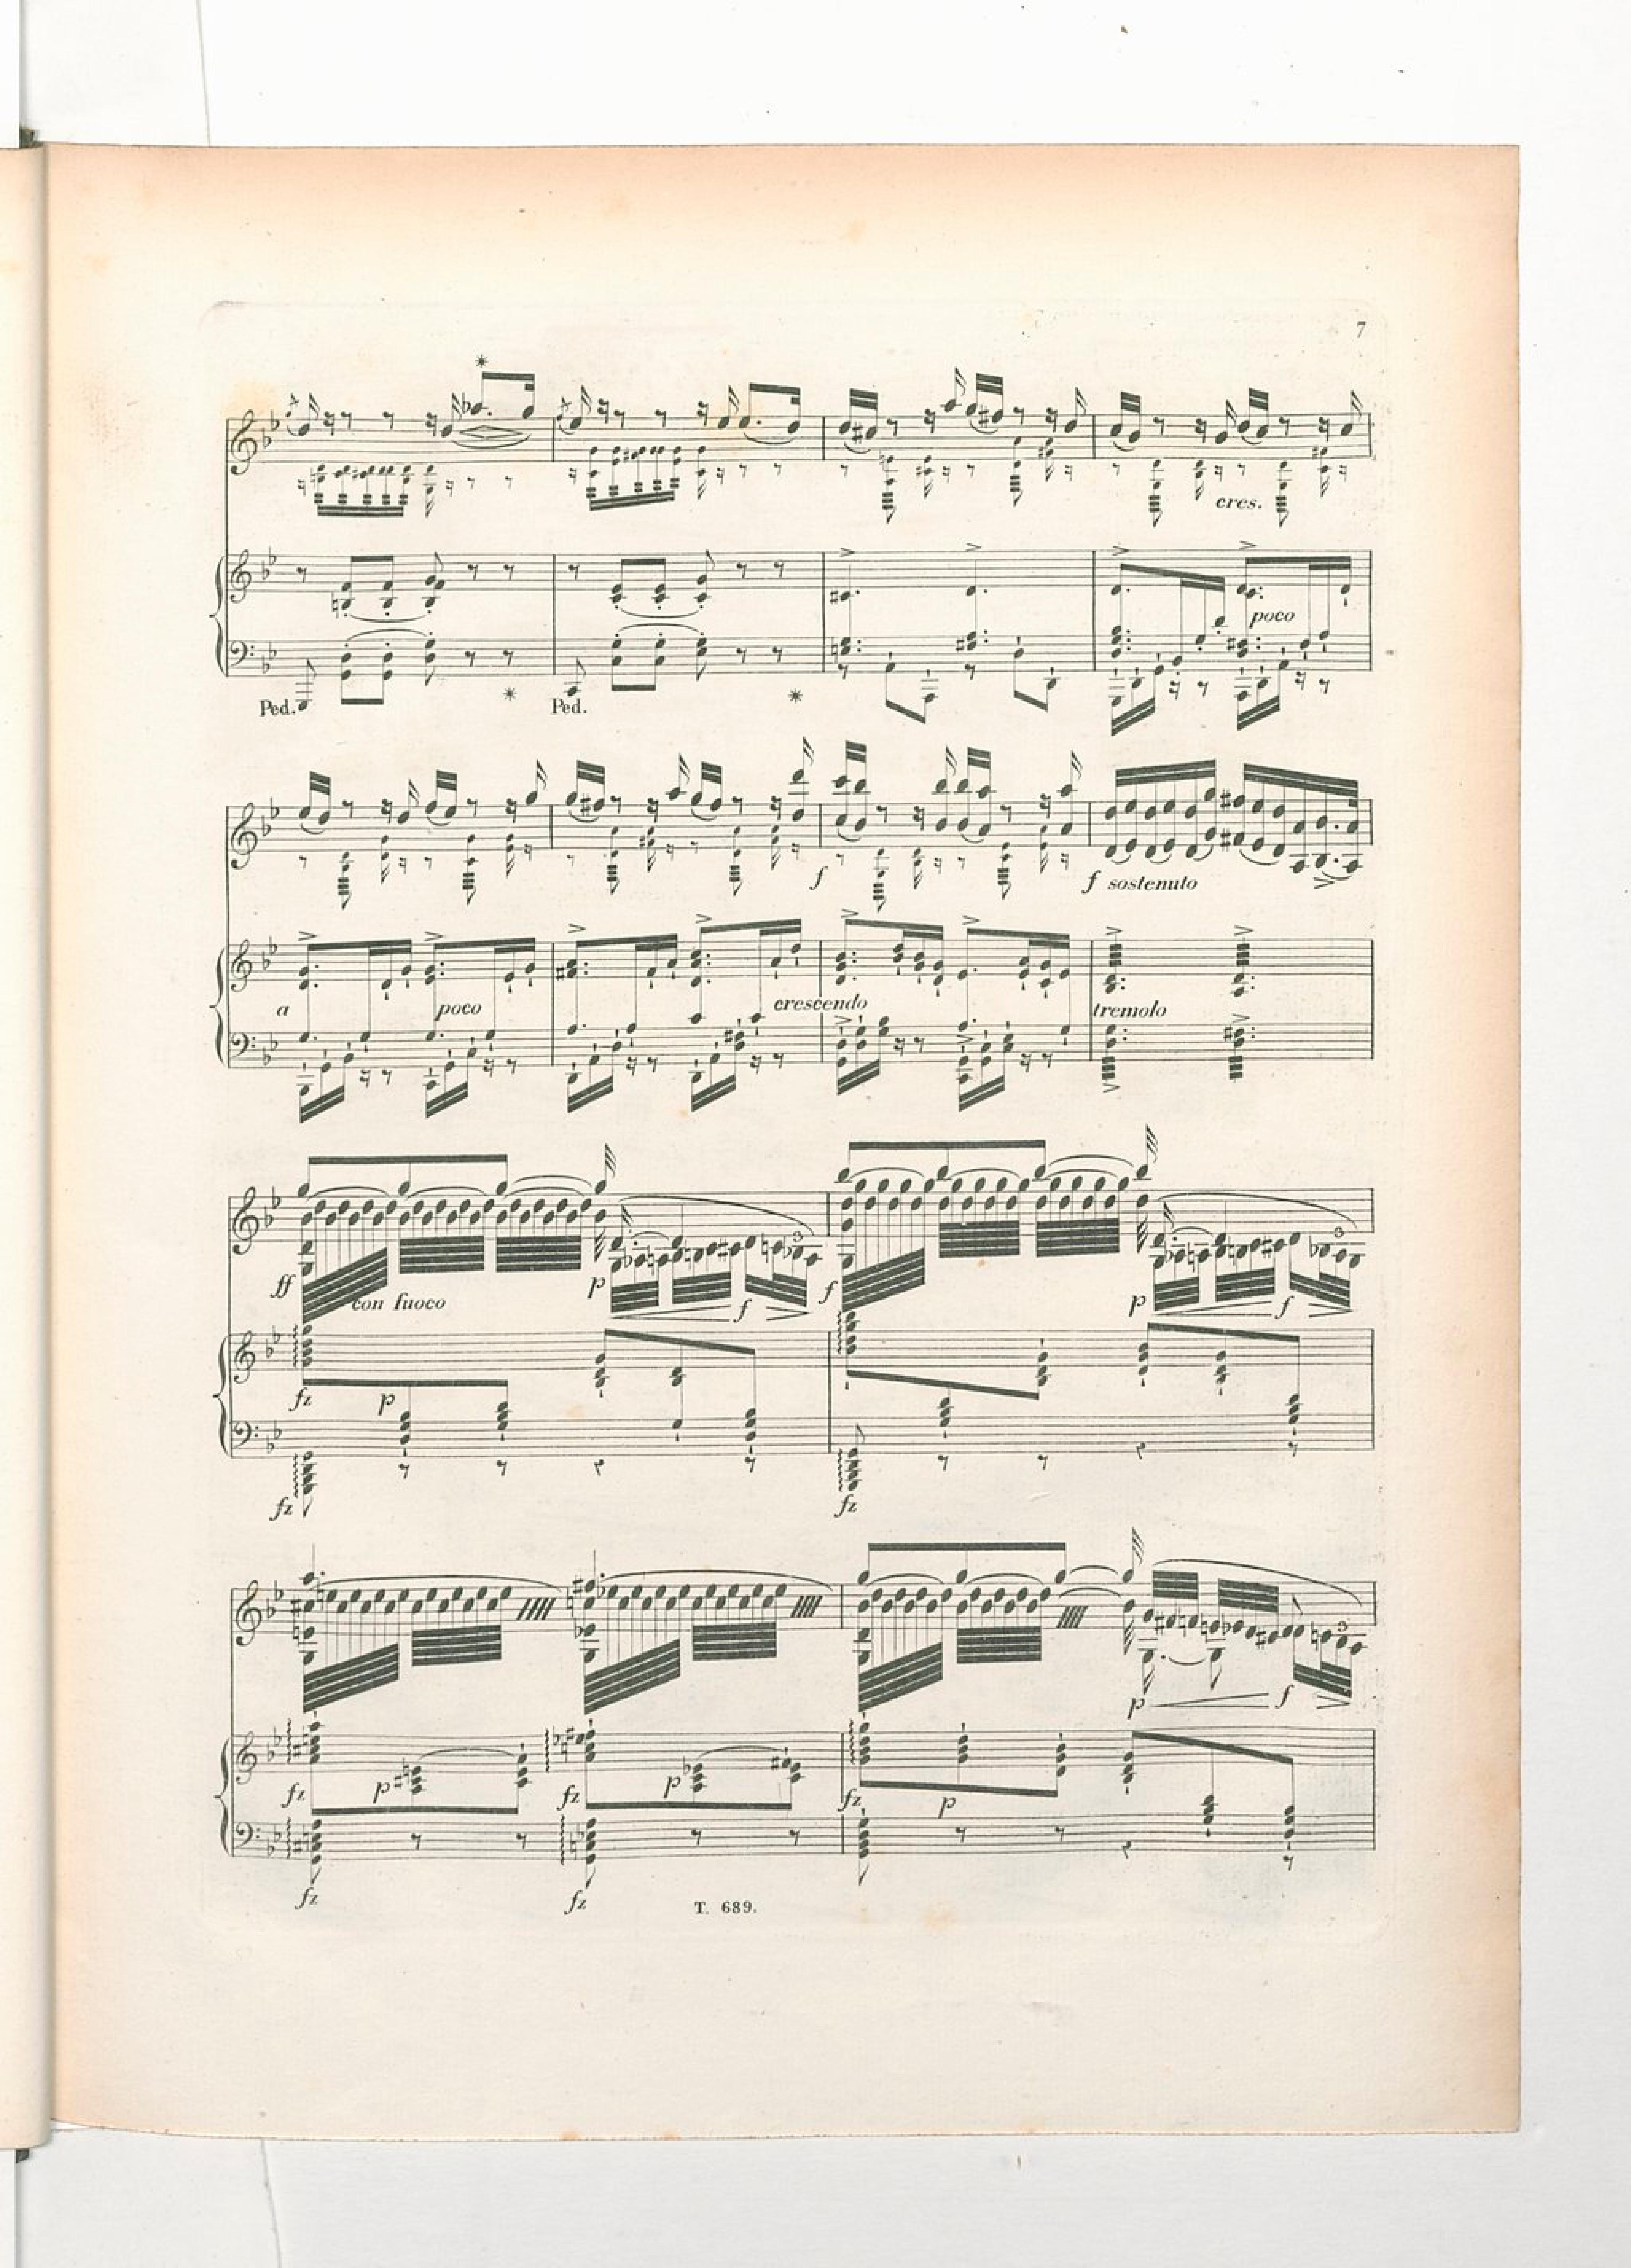 7
cres.
poco
Ped.
Ped.
f
f sostenuto
a
poco
crescendo
tremolo
ff
con fuoco
p
f
f
p
f
fz
p
fz
fz
p
f
fz
p
fz
p
fz
p
fz
fz
T. 689.